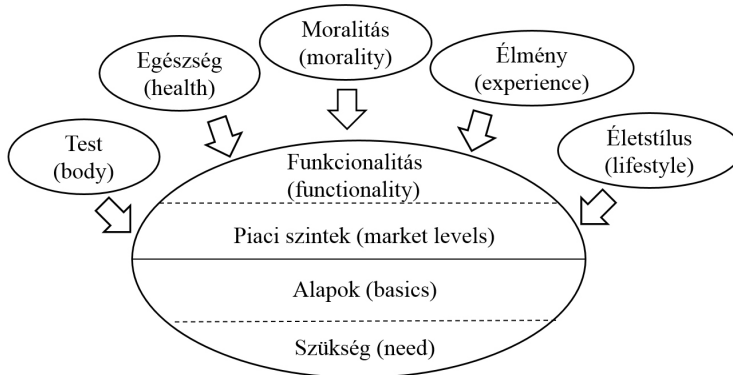 Test
(body)
Egészség
(health)
Moralitás
(morality)
Élmény
(experience)
Életstílus
(lifestyle)
Funkcionalitás
(functionality)
Piaci szintek (market levels)
Alapok (basics)
Szükség (need)